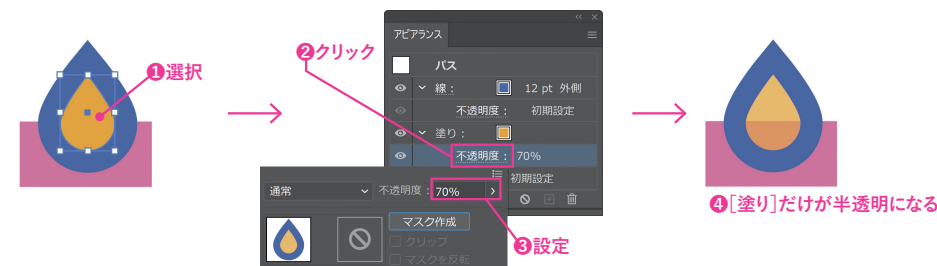 ❶選択
❷クリック
アピアランス
パス
線： 12 pt 外側
不透明度： 初期設定
塗り：
不透明度： 70%
初期設定
通常 不透明度： 70%
マスク作成
クリップ
マスクを反転
❸設定
❹[塗り]だけが半透明になる